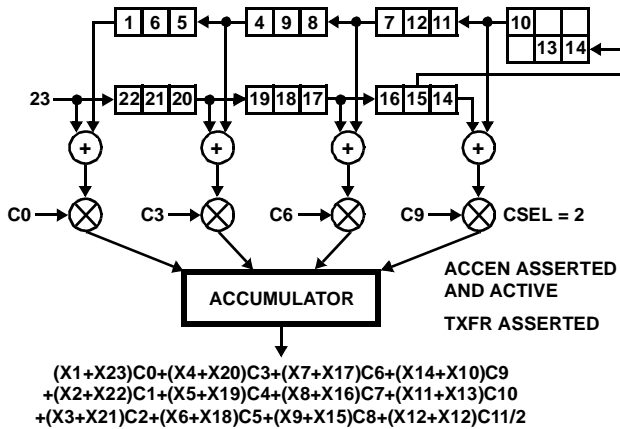 1 6 5 4 9 8 7 12 11 10
13 14
23 22 21 20 19 18 17 16 15 14
+ + + +
C0 C3 C6 C9 CSEL = 2
ACCEN ASSERTED
AND ACTIVE
ACCUMULATOR
TXFR ASSERTED
(X1+X23)C0+(X4+X20)C3+(X7+X17)C6+(X14+X10)C9
+(X2+X22)C1+(X5+X19)C4+(X8+X16)C7+(X11+X13)C10
+(X3+X21)C2+(X6+X18)C5+(X9+X15)C8+(X12+X12)C11/2